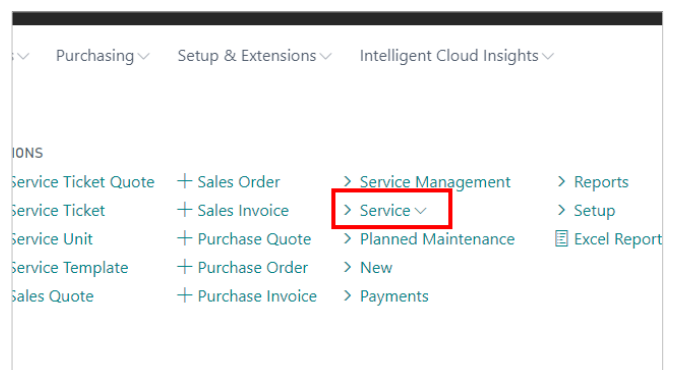 Purchasing Setup & Extensions Intelligent Cloud Insights
IONS
Service Ticket Quote + Sales Order > Service Management > Reports
Service Ticket + Sales Invoice > Service > Setup
Service Unit + Purchase Quote > Planned Maintenance Excel Report
Service Template + Purchase Order > New
Sales Quote + Purchase Invoice > Payments